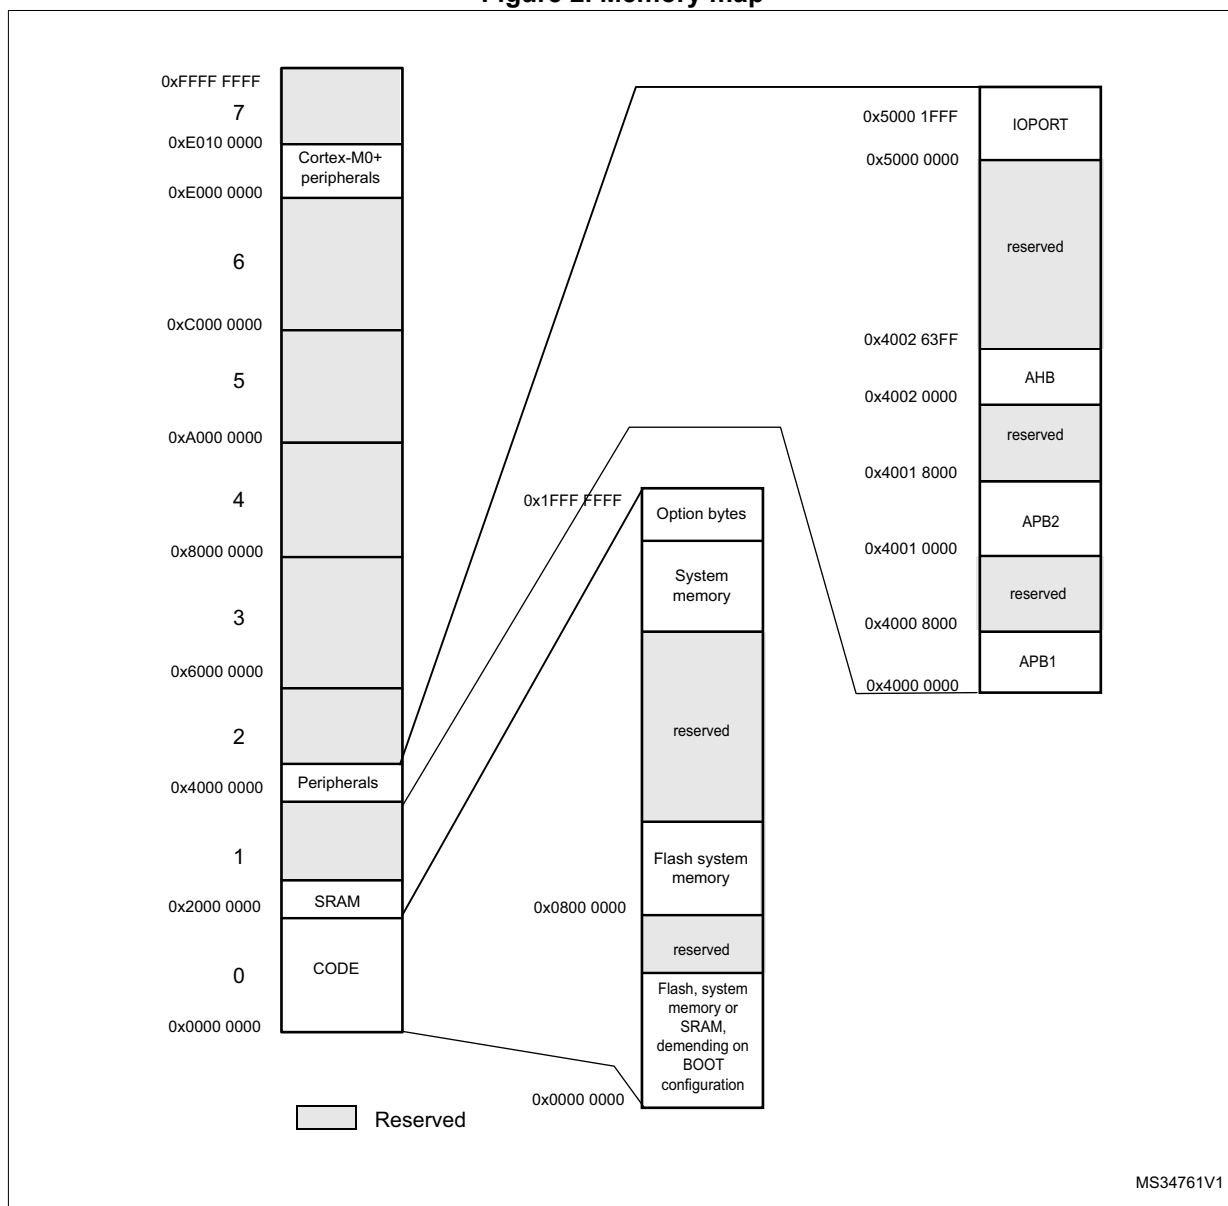 Figure 2. Memory map
0xFFFF FFFF
7
0xE010 0000
Cortex-M0+
peripherals
0xE000 0000
6
0xC000 0000
5
0xA000 0000
4
0x8000 0000
3
0x6000 0000
2
Peripherals
0x4000 0000
1
SRAM
0x2000 0000
CODE
0
0x0000 0000
Reserved
0x1FFF FFFF
Option bytes
System
memory
reserved
Flash system
memory
0x0800 0000
reserved
Flash, system
memory or
SRAM,
demending on
BOOT
configuration
0x0000 0000
0x5000 1FFF
IOPORT
0x5000 0000
reserved
0x4002 63FF
AHB
0x4002 0000
reserved
0x4001 8000
APB2
0x4001 0000
reserved
0x4000 8000
APB1
0x4000 0000
MS34761V1